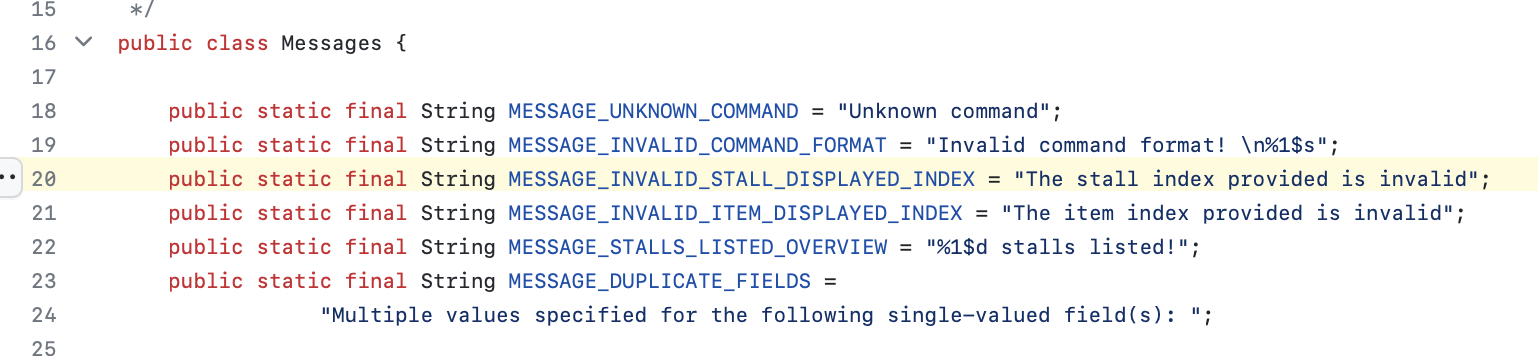 15 */
16 public class Messages {
17
18 public static final String MESSAGE_UNKNOWN_COMMAND = "Unknown command";
19 public static final String MESSAGE_INVALID_COMMAND_FORMAT = "Invalid command format! \n%1$s";
20 public static final String MESSAGE_INVALID_STALL_DISPLAYED_INDEX = "The stall index provided is invalid";
21 public static final String MESSAGE_INVALID_ITEM_DISPLAYED_INDEX = "The item index provided is invalid";
22 public static final String MESSAGE_STALLS_LISTED_OVERVIEW = "%1$d stalls listed!";
23 public static final String MESSAGE_DUPLICATE_FIELDS =
24 "Multiple values specified for the following single-valued field(s): ";
25